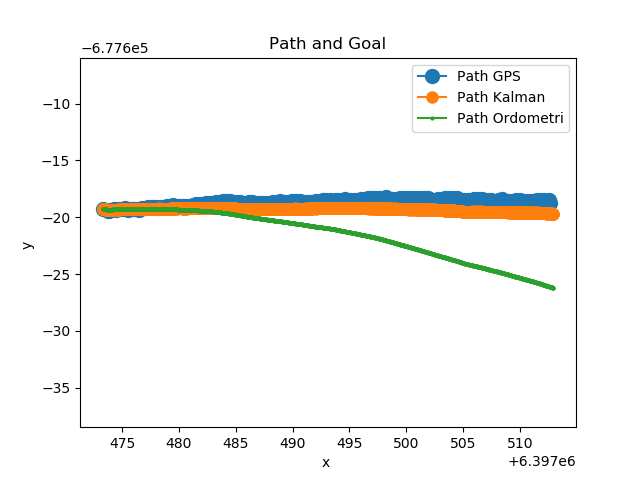 Path and Goal
−6.776e5
Path GPS
Path Kalman
Path Ordometri
−10
−15
−20
−25
−30
−35
y
475 480 485 490 495 500 505 510
x
+6.397e6